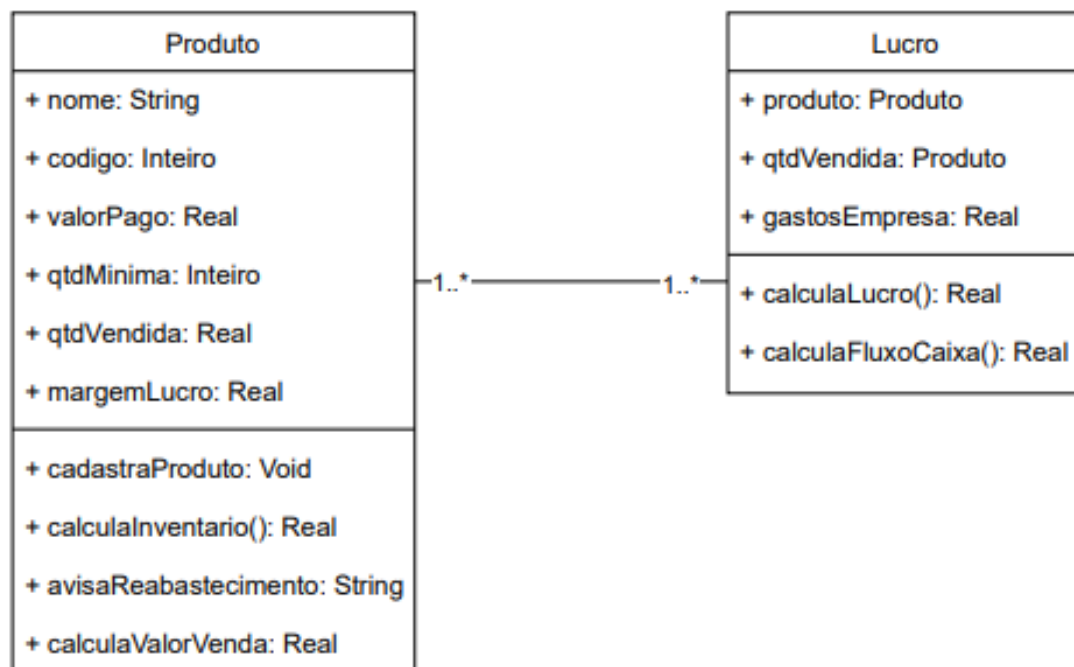 Produto
+ nome: String
+ codigo: Inteiro
+ valorPago: Real
+ qtdMinima: Inteiro
+ qtdVendida: Real
+ margemLucro: Real
+ cadastraProduto: Void
+ calculaInventario(): Real
+ avisaReabastecimento: String
+ calculaValorVenda: Real
1..*
1..*
Lucro
+ produto: Produto
+ qtdVendida: Produto
+ gastosEmpresa: Real
+ calculaLucro(): Real
+ calculaFluxoCaixa(): Real